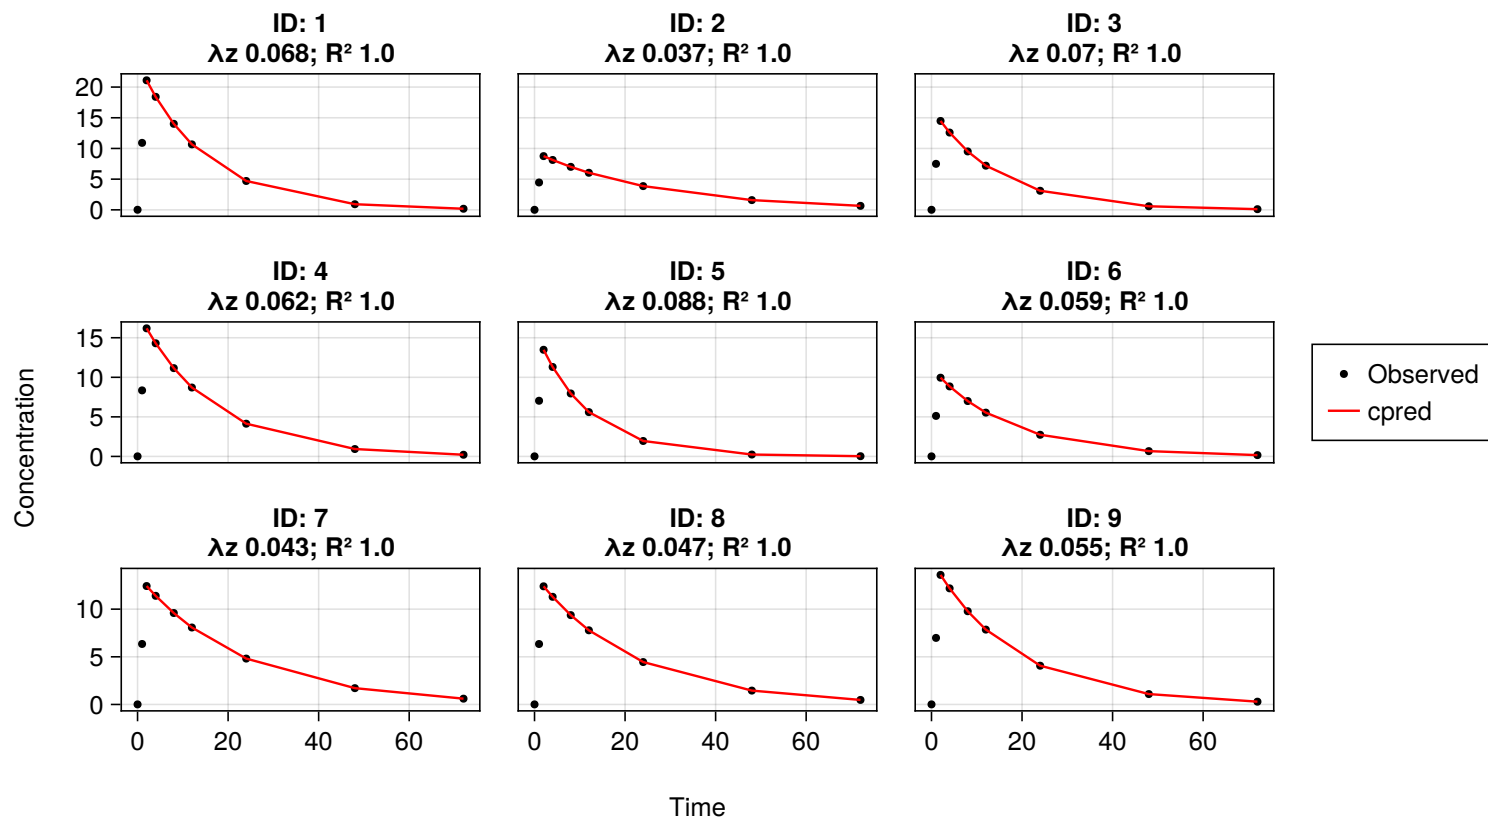 ID: 1
λz 0.068; R² 1.0
ID: 2
λz 0.037; R² 1.0
ID: 3
λz 0.07; R² 1.0
20
15
10
5
0
ID: 4
λz 0.062; R² 1.0
ID: 5
λz 0.088; R² 1.0
ID: 6
λz 0.059; R² 1.0
15
10
5
0
Observed
cpred
Concentration
ID: 7
λz 0.043; R² 1.0
ID: 8
λz 0.047; R² 1.0
ID: 9
λz 0.055; R² 1.0
10
5
0
0 20 40 60
0 20 40 60
0 20 40 60
Time